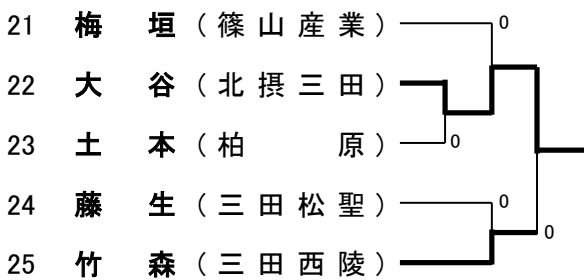 21 梅 垣 ( 篠 山 産 業 ) 0
22 大 谷 ( 北 摂 三 田 )
23 土 本 ( 柏 原 ) 0
24 藤 生 ( 三 田 松 聖 ) 0
0
25 竹 森 ( 三 田 西 陵 )